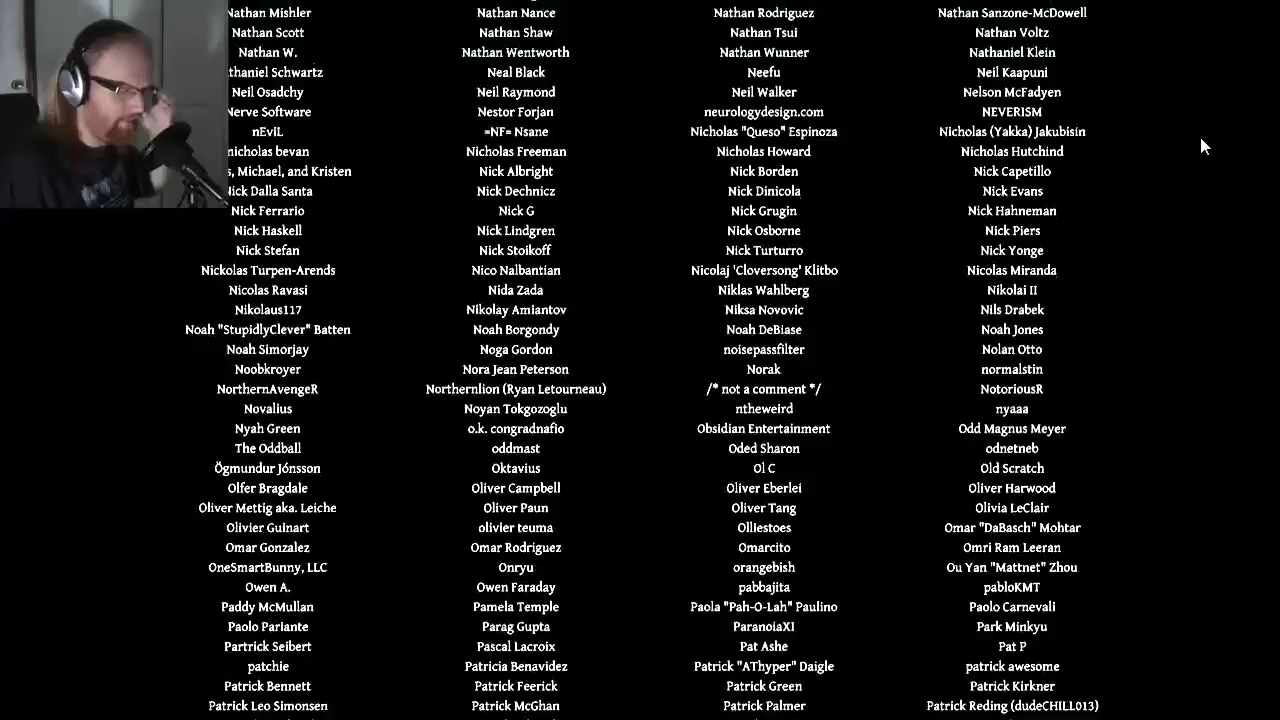 Nathan Mishler Nathan Nance Nathan Rodriguez Nathan Sanzone-McDowell
Nathan Scott Nathan Shaw Nathan Tsui Nathan Voltz
Nathan W. Nathan Wentworth Nathan Wunner Nathaniel Klein
thaniel Schwartz Neal Black Neefu Neil Kaapuni
Neil Osadchy Neil Raymond Neil Walker Nelson McFadyen
Nerve Software Nestor Forjan neurologydesign.com NEVERISM
nEviL =NF= Nsane Nicholas "Queso" Espinoza Nicholas (Yakka) Jakubisin
nicholas bevan Nicholas Freeman Nicholas Howard Nicholas Hutchind
s, Michael, and Kristen Nick Albright Nick Borden Nick Capetillo
Nick Dalla Santa Nick Dechnicz Nick Dinicola Nick Evans
Nick Ferrario Nick G Nick Grugin Nick Hahneman
Nick Haskell Nick Lindgren Nick Osborne Nick Piers
Nick Stefan Nick Stoikoff Nick Turturro Nick Yonge
Nickolas Turpen-Arends Nico Nalbantian Nicolaj 'Cloversong' Klitbo Nicolas Miranda
Nicolas Ravasi Nida Zada Niklas Wahlberg Nikolai II
Nikolaus117 Nikolay Amiantov Niksa Novovic Nils Drabek
Noah "StupidlyClever" Batten Noah Borgondy Noah DeBiase Noah Jones
Noah Simorjay Noga Gordon noisepassfilter Nolan Otto
Noobkroyer Nora Jean Peterson Norak normalstin
NorthernAvengeR Northernlion (Ryan Letourneau) /* not a comment */ NotoriousR
Novalius Noyan Tokgozoglu ntheweird nyaaa
Nyah Green o.k. congradnafio Obsidian Entertainment Odd Magnus Meyer
The Oddball oddmast Oded Sharon odnetneb
Ögmundur Jónsson Oktavius Ol C Old Scratch
Olfer Bragdale Oliver Campbell Oliver Eberlei Oliver Harwood
Oliver Mettig aka. Leiche Oliver Paun Oliver Tang Olivia LeClair
Olivier Guinart olivier teuma Olliestoes Omar "DaBasch" Mohtar
Omar Gonzalez Omar Rodriguez Omarcito Omri Ram Leeran
OneSmartBunny, LLC Onryu orangebish Ou Yan "Mattnet" Zhou
Owen A. Owen Faraday pabbajita pabloKMT
Paddy McMullan Pamela Temple Paola "Pah-O-Lah" Paulino Paolo Carnevali
Paolo Pariante Parag Gupta ParanoiaXI Park Minkyu
Partrick Seibert Pascal Lacroix Pat Ashe Pat P
patchie Patricia Benavidez Patrick "AThyper" Daigle patrick awesome
Patrick Bennett Patrick Feerick Patrick Green Patrick Kirkner
Patrick Leo Simonsen Patrick McGhan Patrick Palmer Patrick Reding (dudeCHILL013)